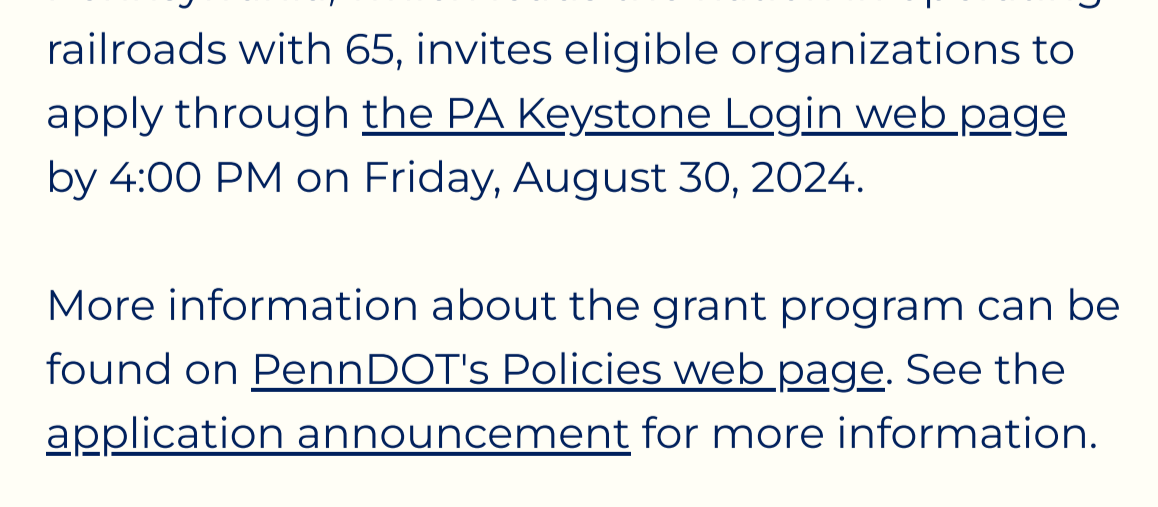 railroads with 65, invites eligible organizations to
apply through the PA Keystone Login web page
by 4:00 PM on Friday, August 30, 2024.
More information about the grant program can be
found on PennDOT's Policies web page. See the
application announcement for more information.